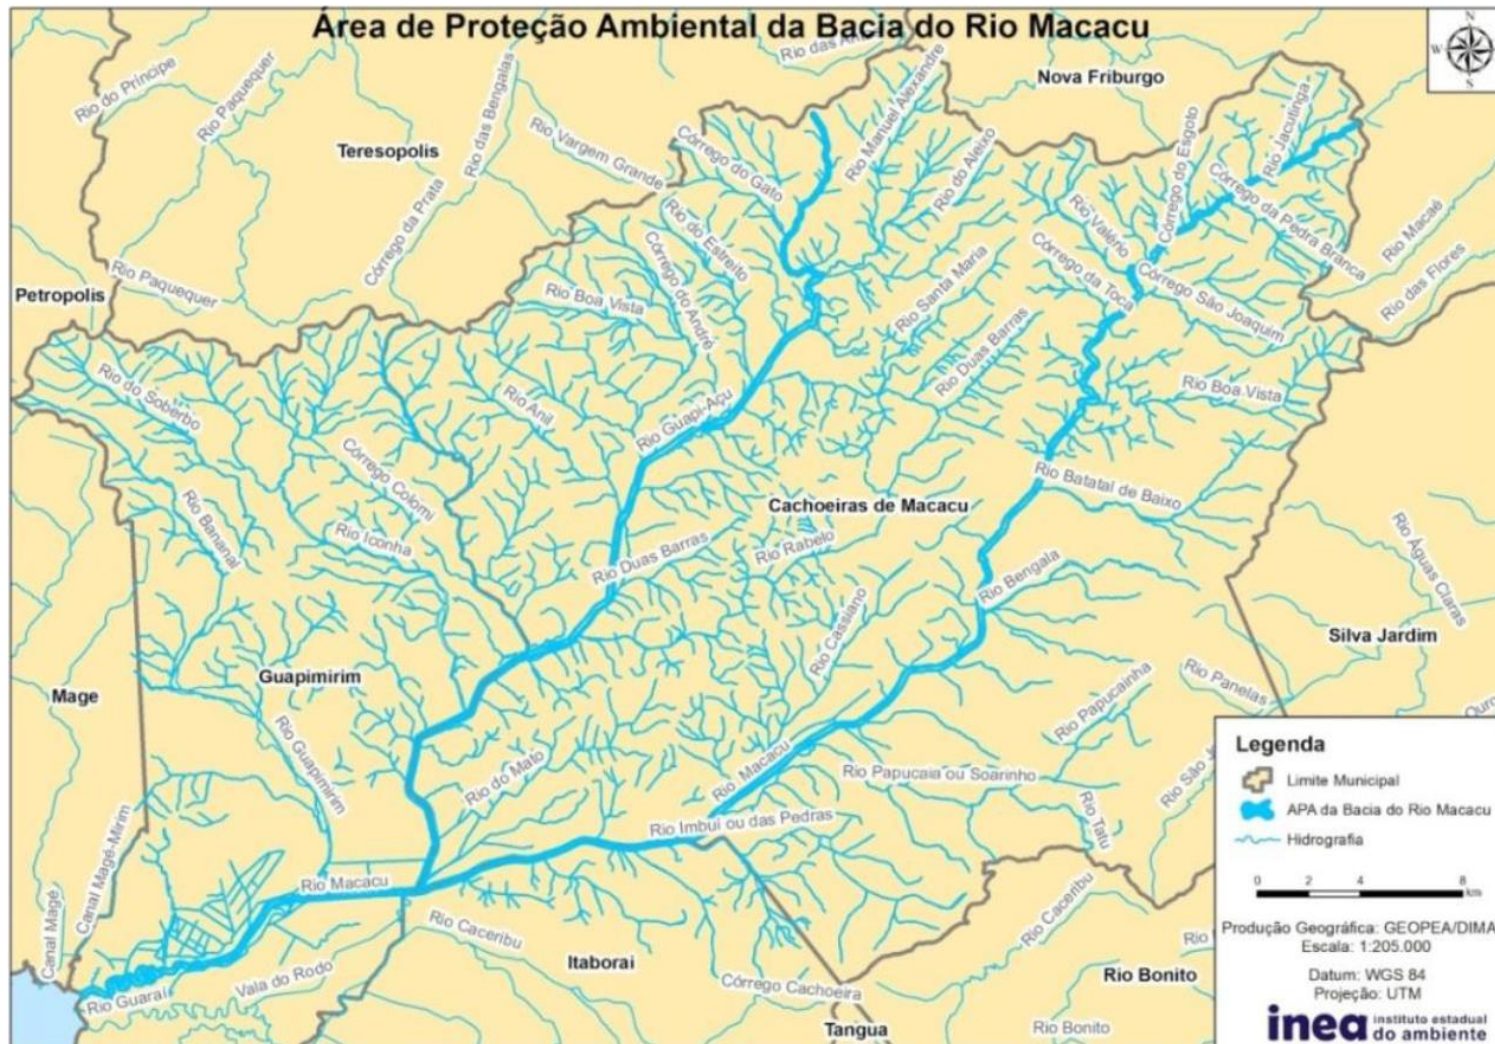 Área de Proteção Ambiental da Bacia do Rio Macacu
N
W
S
Rio das
Nova Friburgo
Rio do Príncipe
Rio Paquequer
Rio das Bengalas
Teresopolis
Rio Vargem Grande
Córrego do Gato
Rio Manuel Alexandre
Rio do Aleixo
Córrego do Esgoto
Rio Jacutinga
Córrego da Prata
Rio do Estreito
Rio Valério
Córrego da Pedra Branca
Rio Macaé
Rio das Flores
Petropolis
Rio Paquequer
Córrego do André
Rio Boa Vista
Rio Santa Maria
Córrego da Toca
Córrego São Joaquim
Rio Duas Barras
Rio do Soberbo
Rio Anil
Rio Guapi-Açu
Rio Boa Vista
Córrego Colomi
Rio Batatal de Baixo
Cachoeiras de Macacu
Rio Bananal
Rio Iconha
Rio Duas Barras
Rio Rabelo
Rio Bengala
Rio Águas Claras
Rio Cassiano
Silva Jardim
Guapimirim
Mage
Rio Panelas
Rio Papucainha
Rio Guapimirim
Rio do Mato
Rio Macacu
Rio Papucaia ou Soarinho
Rio São
Rio Imbuí ou das Pedras
Rio Tatu
Canal Magé-Mirim
Canal Magé
Rio Macacu
Rio Caceribu
Rio Caceribu
Rio
Itaborai
Vala do Rodo
Rio Guaraí
Córrego Cachoeira
Rio Bonito
Tangua
Rio Bonito
Legenda
Limite Municipal
APA da Bacia do Rio Macacu
Hidrografia
0 2 4 8
km
Produção Geográfica: GEOPEA/DIMA
Escala: 1:205.000
Datum: WGS 84
Projeção: UTM
inea instituto estadual
do ambiente